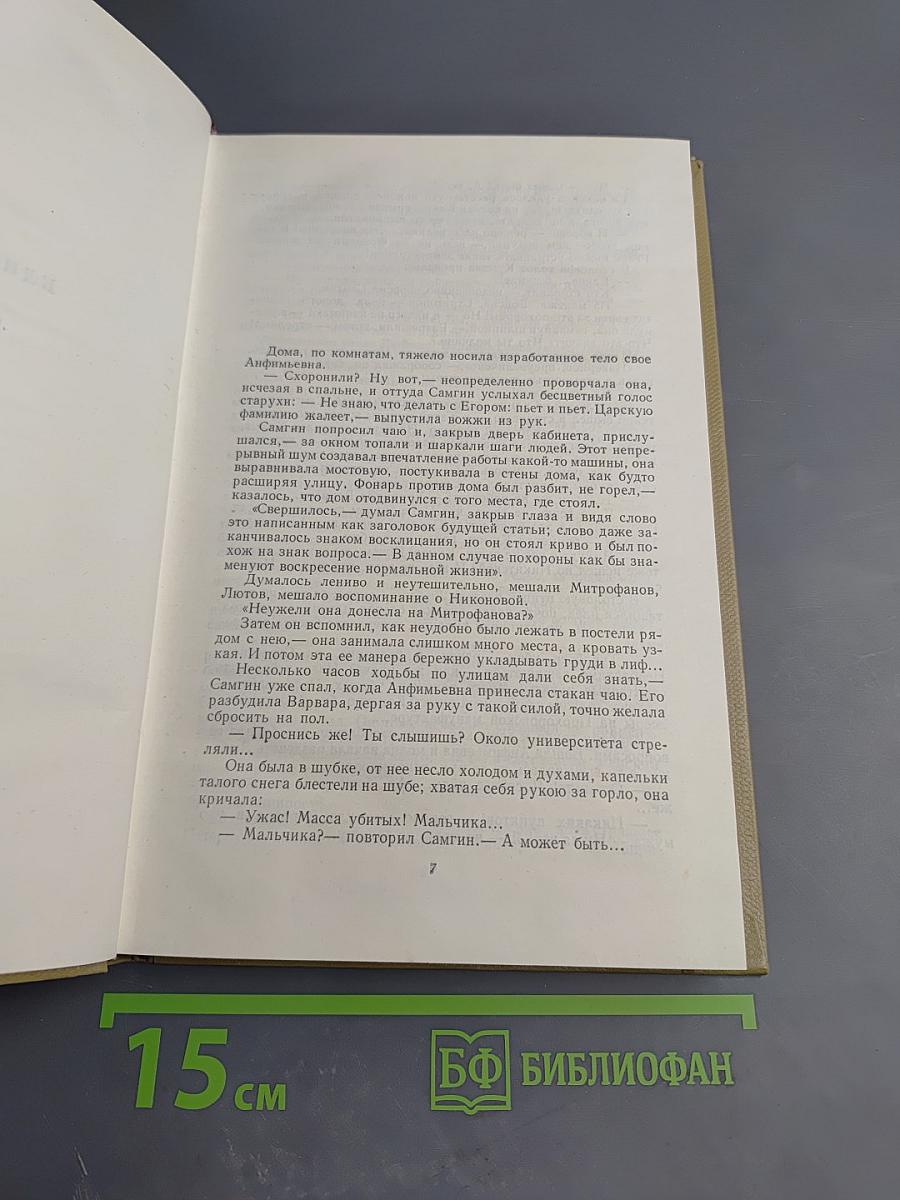 Дома, по комнатам, тяжело носила изработанное тело свое
Анфимьевна.
— Схоронили? Ну вот,— неопределенно проворчала она,
исчезая в спальне, и оттуда Самгин услыхал бесцветный голос
старухи: — Не знаю, что делать с Егором: пьет и пьет. Царскую
фамилию жалеет,— выпустила вожжи из рук.
Самгин попросил чаю и, закрыв дверь кабинета, прислу-
шался,— за окном топали и шаркали шаги людей. Этот непре-
рывный шум создавал впечатление работы какой-то машины, она
выравнивала мостовую, постукивала в стены дома, как будто
расширяя улицу. Фонарь против дома был разбит, не горел,—
казалось, что дом отодвинулся с того места, где стоял.
«Свершилось,— думал Самгин, закрыв глаза и видя слово
это написанным как заголовок будущей статьи; слово даже за-
канчивалось знаком восклицания, но он стоял криво и был по-
хож на знак вопроса.— В данном случае похороны как бы зна-
менуют воскресение нормальной жизни».
Думалось лениво и неутешительно, мешали Митрофанов,
Лютов, мешало воспоминание о Никоновой.
«Неужели она донесла на Митрофанова?»
Затем он вспомнил, как неудобно было лежать в постели ря-
дом с нею,— она занимала слишком много места, а кровать уз-
кая. И потом эта ее манера бережно укладывать груди в лиф...
Несколько часов ходьбы по улицам дали себя знать,—
Самгин уже спал, когда Анфимьевна принесла стакан чаю. Его
разбудила Варвара, дергая за руку с такой силой, точно желала
сбросить на пол.
— Проснись же! Ты слышишь? Около университета стре-
ляли...
Она была в шубке, от нее несло холодом и духами, капельки
талого снега блестели на шубе; хватая себя рукою за горло, она
кричала:
— Ужас! Масса убитых! Мальчика...
— Мальчика?— повторил Самгин.— А может быть...
7
15 см
БФ БИБЛИОФАН